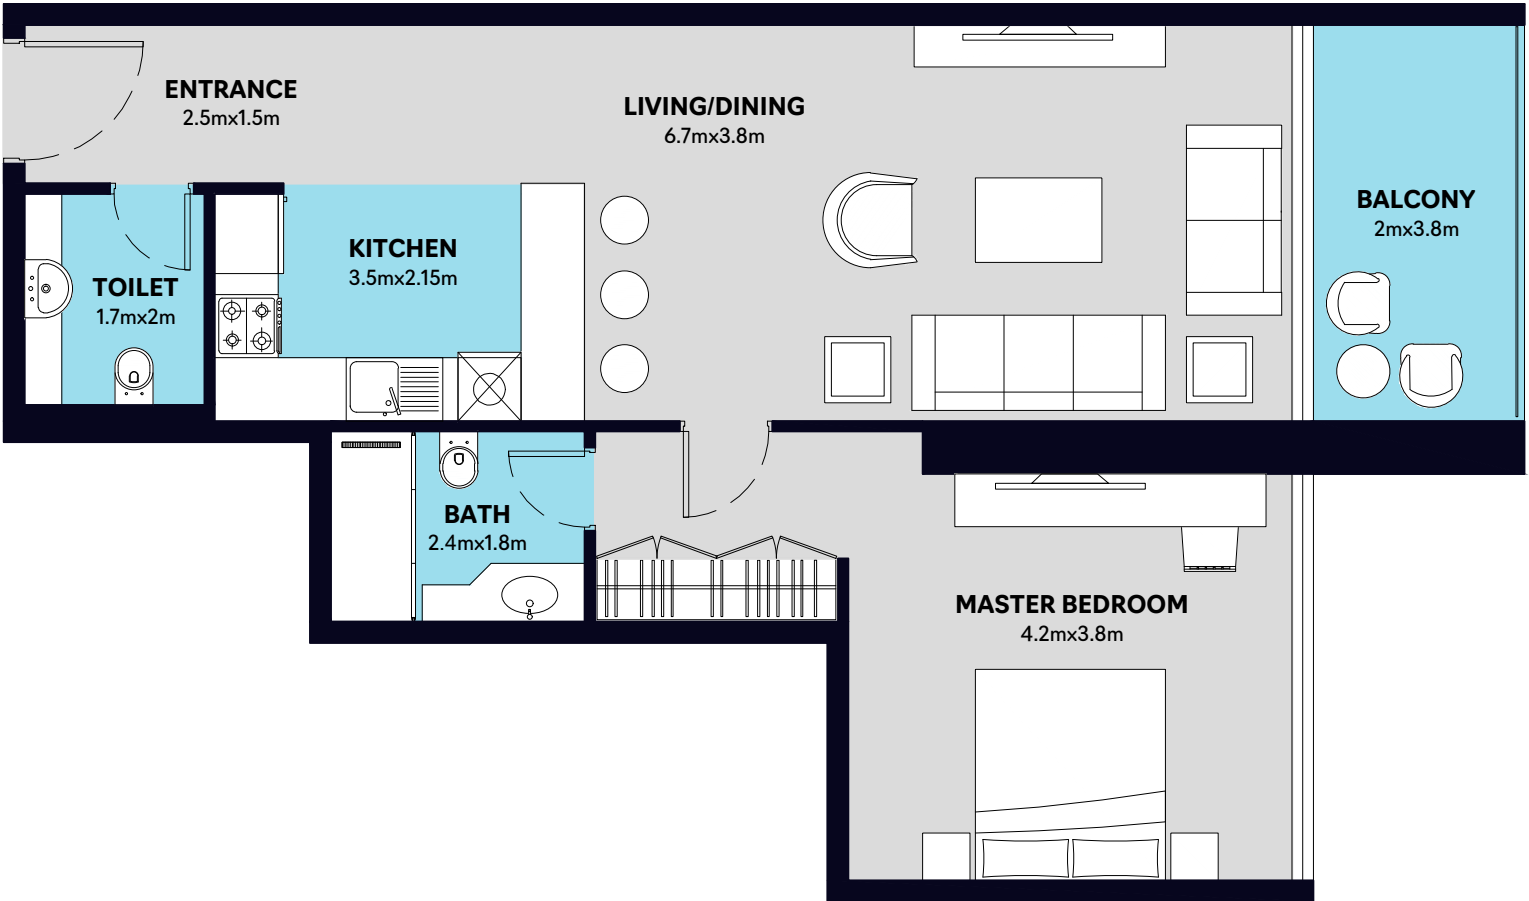 ENTRANCE
2.5mx1.5m
LIVING/DINING
6.7mx3.8m
BALCONY
2mx3.8m
KITCHEN
3.5mx2.15m
TOILET
1.7mx2m
BATH
2.4mx1.8m
MASTER BEDROOM
4.2mx3.8m